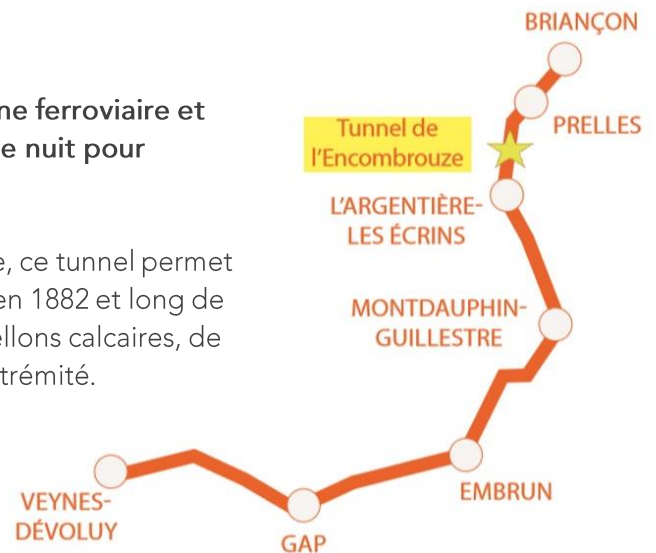 BRIANÇON
ne ferroviaire et
e nuit pour
PRELLES
Tunnel de
l'Encombrouze
L'ARGENTIÈRE-
LES ÉCRINS
e, ce tunnel permet
en 1882 et long de
ellons calcaires, de
trémité.
MONTDAUPHIN-
GUILLESTRE
EMBRUN
VEYNES-
DÉVOLUY
GAP